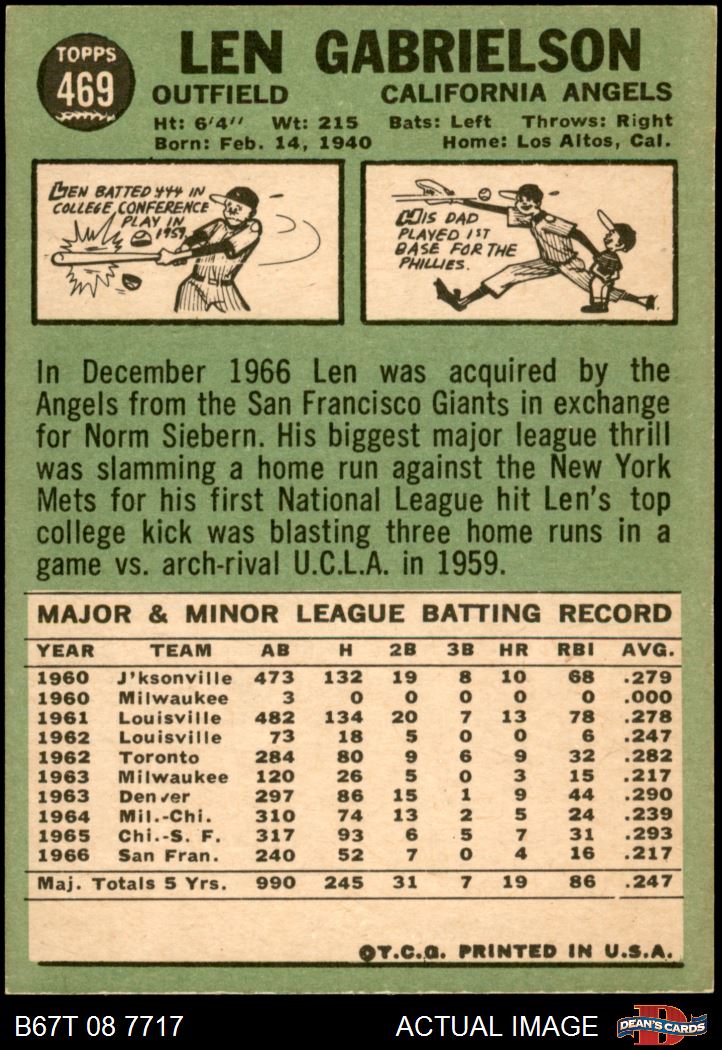 TOPPS
469
LEN GABRIELSON
OUTFIELD CALIFORNIA ANGELS
Ht: 6'4" Wt: 215 Bats: Left Throws: Right
Born: Feb. 14, 1940 Home: Los Altos, Cal.
LEN BATTED 444 IN
COLLEGE CONFERENCE
PLAY IN
1959.
HIS DAD
PLAYED 1ST
BASE FOR THE
PHILLIES.
In December 1966 Len was acquired by the
Angels from the San Francisco Giants in exchange
for Norm Siebern. His biggest major league thrill
was slamming a home run against the New York
Mets for his first National League hit Len's top
college kick was blasting three home runs in a
game vs. arch-rival U.C.L.A. in 1959.
MAJOR & MINOR LEAGUE BATTING RECORD
YEAR TEAM AB H 2B 3B HR RBI AVG.
1960 J'ksonville 473 132 19 8 10 68 .279
1960 Milwaukee 3 0 0 0 0 0 .000
1961 Louisville 482 134 20 7 13 78 .278
1962 Louisville 73 18 5 0 0 6 .247
1962 Toronto 284 80 9 6 9 32 .282
1963 Milwaukee 120 26 5 0 3 15 .217
1963 Denver 297 86 15 1 9 44 .290
1964 Mil.-Chi. 310 74 13 2 5 24 .239
1965 Chi.-S. F. 317 93 6 5 7 31 .293
1966 San Fran. 240 52 7 0 4 16 .217
Maj. Totals 5 Yrs. 990 245 31 7 19 86 .247
©T.C.G. PRINTED IN U.S.A.
B67T 08 7717 ACTUAL IMAGE
D
DEAN'S CARDS